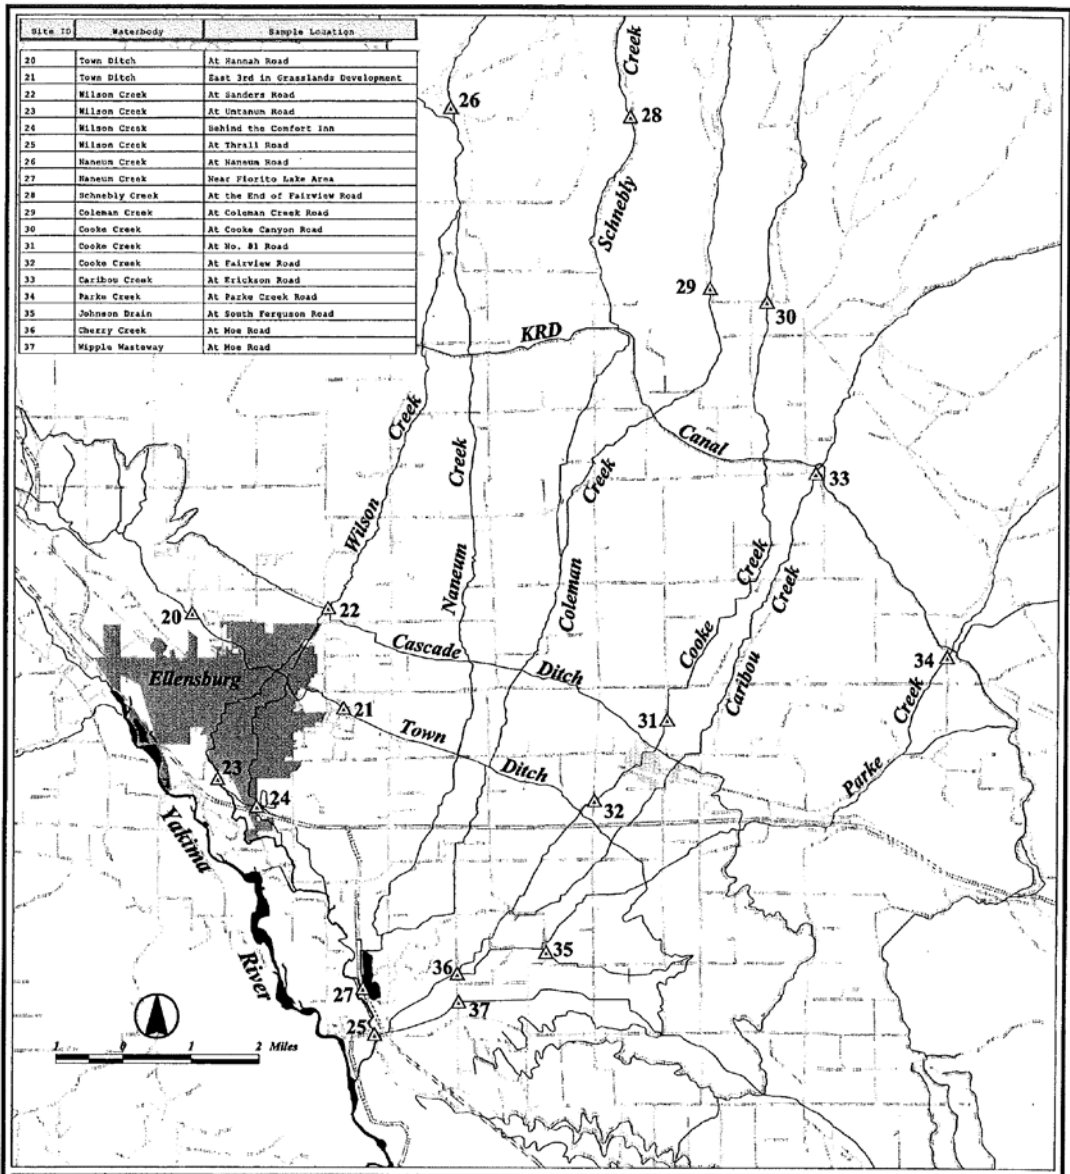 Site ID Waterbody Sample Location
20 Town Ditch At Hannah Road
21 Town Ditch East 3rd in Grasslands Development
22 Wilson Creek At Sanders Road
23 Wilson Creek At Umtanum Road
24 Wilson Creek Behind the Comfort Inn
25 Wilson Creek At Thrall Road
26 Naneum Creek At Naneum Road
27 Naneum Creek Near Fiorito Lake Area
28 Schnebly Creek At the End of Fairview Road
29 Coleman Creek At Coleman Creek Road
30 Cooke Creek At Cooke Canyon Road
31 Cooke Creek At No. 81 Road
32 Cooke Creek At Fairview Road
33 Caribou Creek At Erickson Road
34 Parke Creek At Parke Creek Road
35 Johnson Drain At South Ferguson Road
36 Cherry Creek At Moe Road
37 Wipple Wasteway At Moe Road
Creek
26
28
Schnebly
29
30
KRD
Creek
Canal
Creek
Creek
33
Wilson
Creek
Naneum
Coleman
Creek
20
22
Cooke
Cascade
Ditch
Caribou
34
Ellensburg
Creek
21
31
Town
Ditch
Parke
23
24
32
Yakima
35
36
River
27
37
25
1 0 1 2 Miles